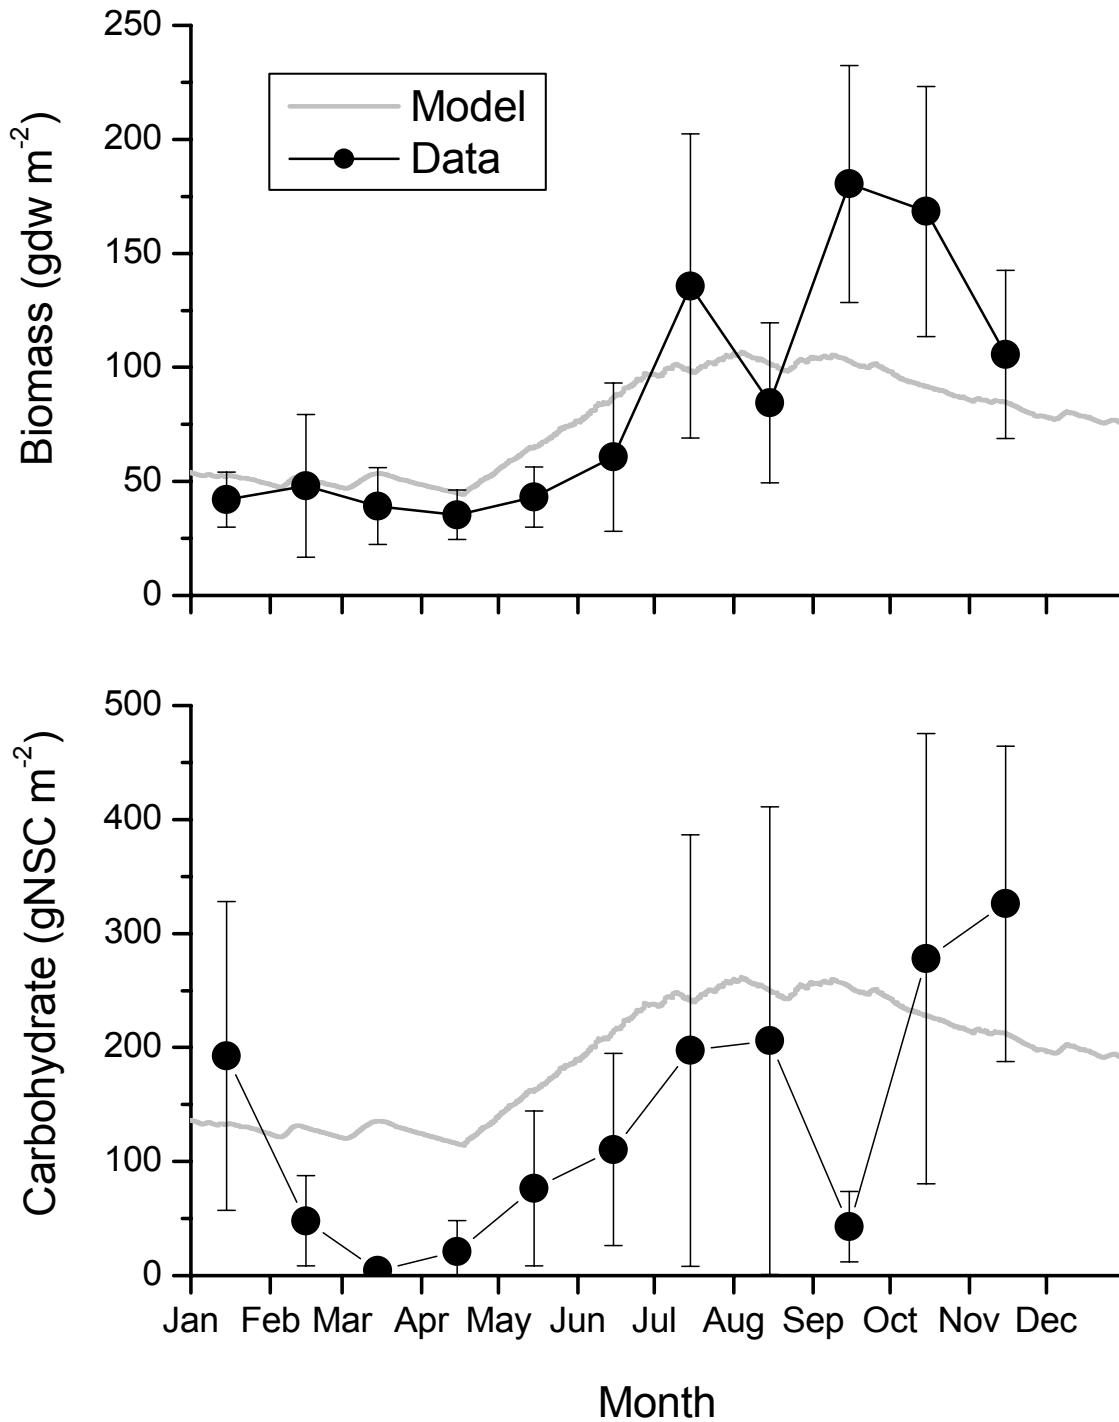 250
200
150
100
50
0
Biomass (gdw m-2)
Model
Data
500
400
300
200
100
0
Carbohydrate (gNSC m-2)
Jan Feb Mar Apr May Jun Jul Aug Sep Oct Nov Dec
Month